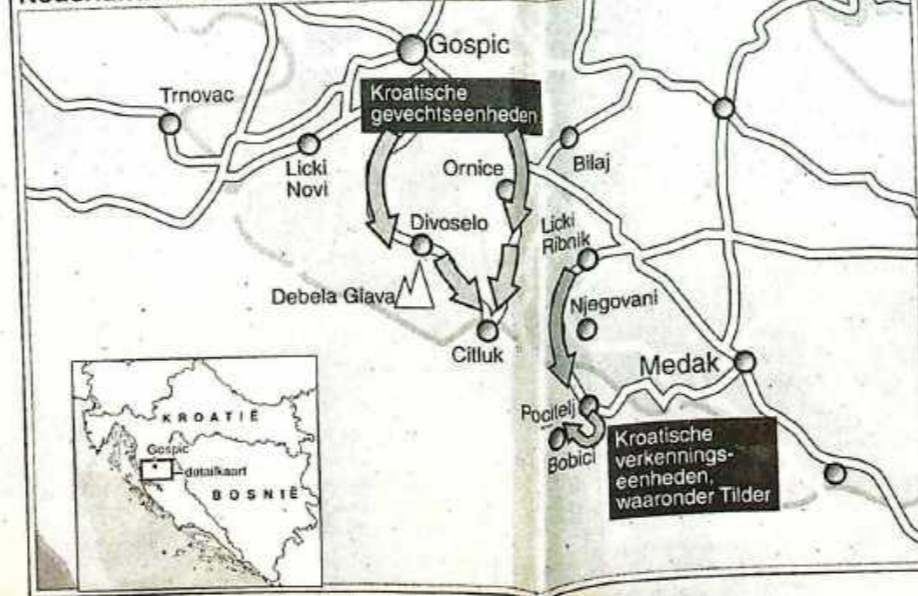 Gospic
Kroatische
gevechtseenheden
Trnovac
Licki
Novi
Ornice
Bilaj
Divoselo
Licki
Ribnik
Debela Glava
Njegovani
Citluk
Medak
Pocitelj
Bobici
Kroatische
verkennings-
eenheden,
waaronder Tilder
KROATIË
Gospic
detailkaart
BOSNIË